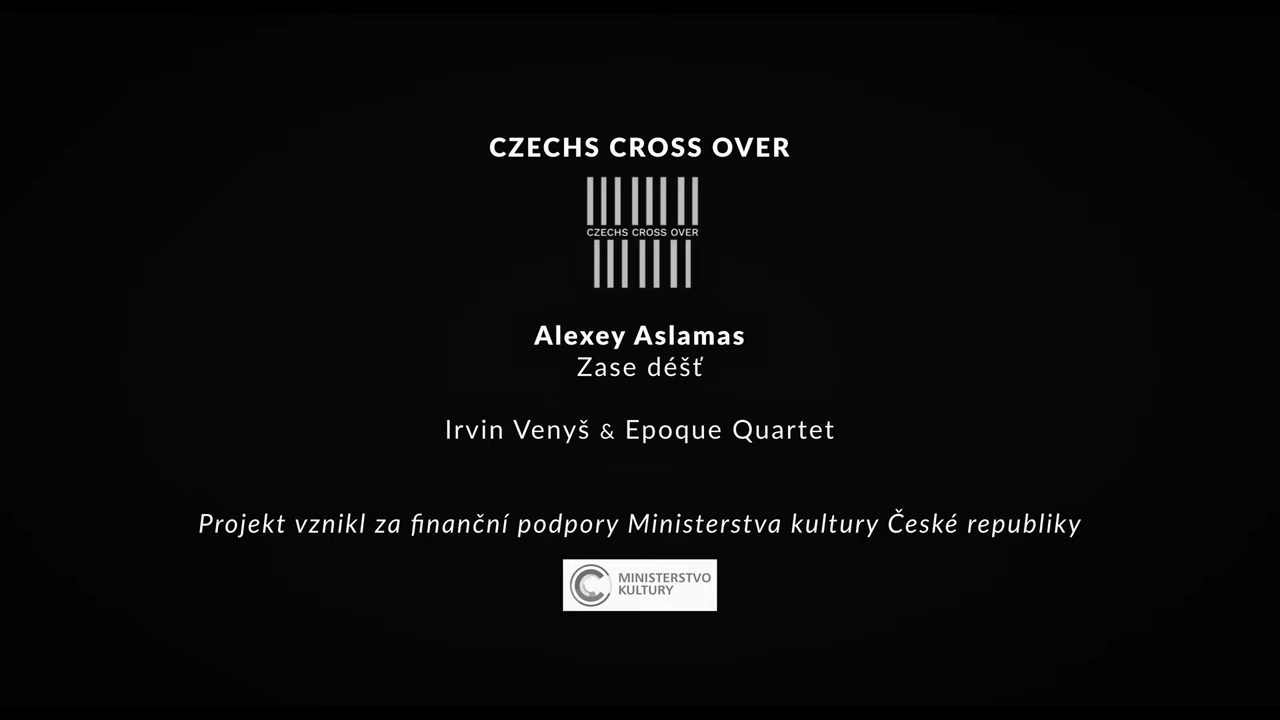 CZECHS CROSS OVER
CZECHS CROSS OVER
Alexey Aslamas
Zase déšť
Irvin Venyš & Epoque Quartet
Projekt vznikl za finanční podpory Ministerstva kultury České republiky
MINISTERSTVO
KULTURY